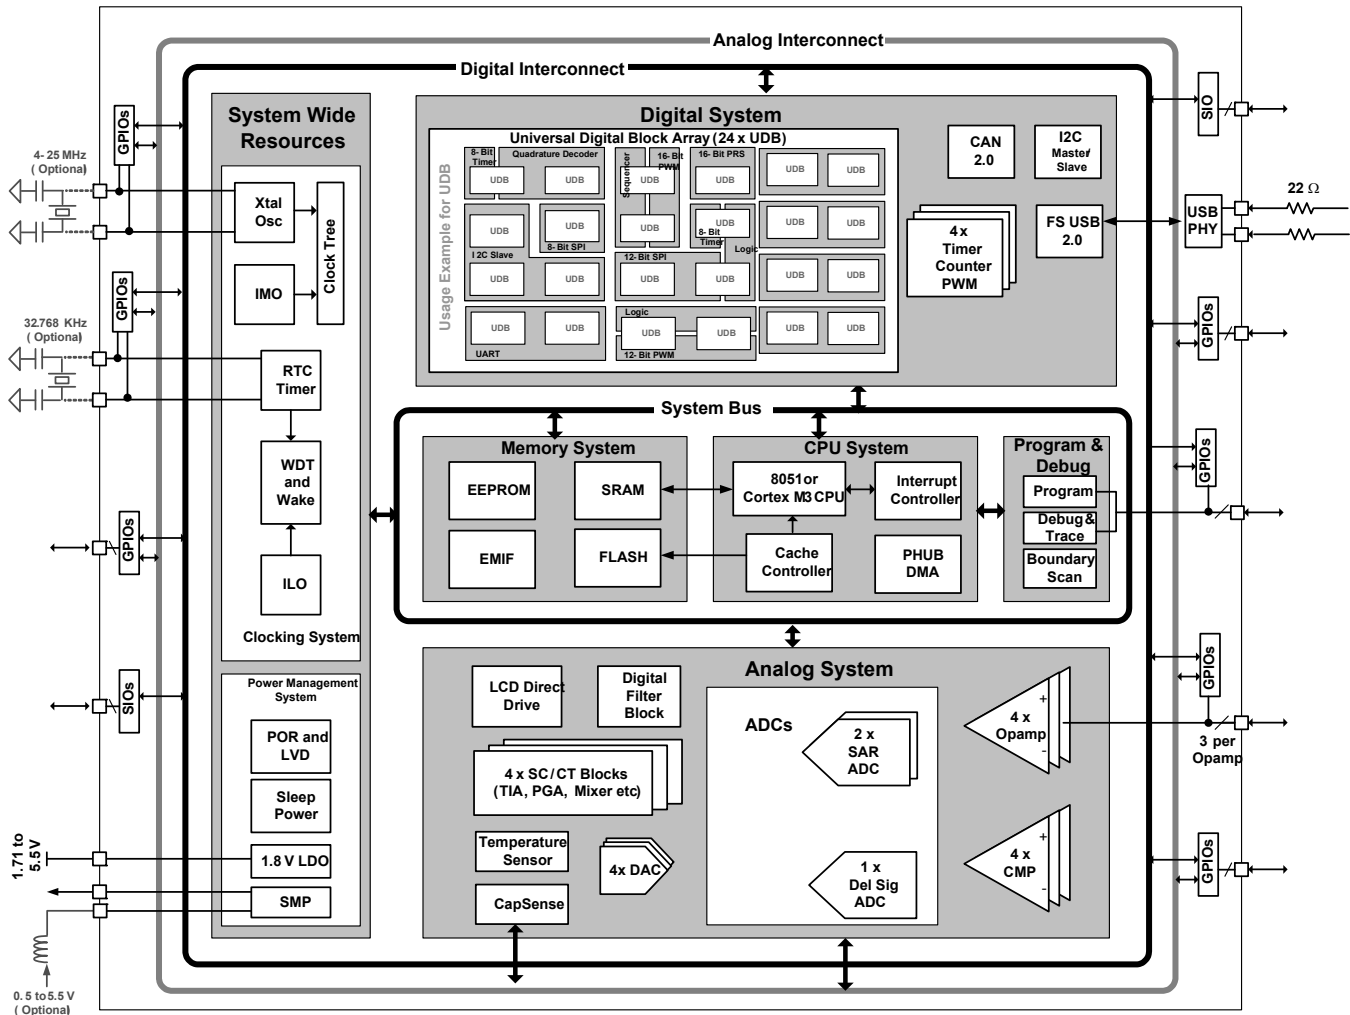 Analog Interconnect
Digital Interconnect
System Wide
Resources
Xtal
Osc
Clock Tree
IMO
RTC
Timer
WDT
and
Wake
ILO
Clocking System
Power Management
System
POR and
LVD
Sleep
Power
1.8 V LDO
SMP
GPIOs
4- 25 MHz
( Optional)
GPIOs
32.768 KHz
( Optional)
GPIOs
SIOs
1.71 to
5.5 V
0. 5 to 5.5 V
( Optional)
Digital System
Universal Digital Block Array (24 x UDB)
Usage Example for UDB
8- Bit
Timer
Quadrature Decoder
Sequencer
16- Bit
PWM
16- Bit PRS
UDB
UDB
UDB
UDB
UDB
UDB
UDB
UDB
UDB
UDB
UDB
UDB
8- Bit SPI
8- Bit
Timer
Logic
I 2C Slave
12- Bit SPI
UDB
UDB
UDB
UDB
UDB
UDB
Logic
UDB
UDB
UDB
UDB
UDB
UDB
UART
12- Bit PWM
CAN
2.0
I2C
Master/
Slave
4 x
Timer
Counter
PWM
FS USB
2.0
System Bus
Memory System
EEPROM
SRAM
EMIF
FLASH
CPU System
8051 or
Cortex M3 CPU
Interrupt
Controller
Cache
Controller
PHUB
DMA
Program &
Debug
Program
Debug &
Trace
Boundary
Scan
Analog System
LCD Direct
Drive
Digital
Filter
Block
4 x SC/CT Blocks
(TIA, PGA, Mixer etc)
Temperature
Sensor
4x DAC
CapSense
ADCs
2 x
SAR
ADC
1 x
Del Sig
ADC
+
4 x
Opamp
-
+
4 x
CMP
-
SIO
USB
PHY
22 Ω
GPIOs
GPIOs
GPIOs
3 per
Opamp
GPIOs